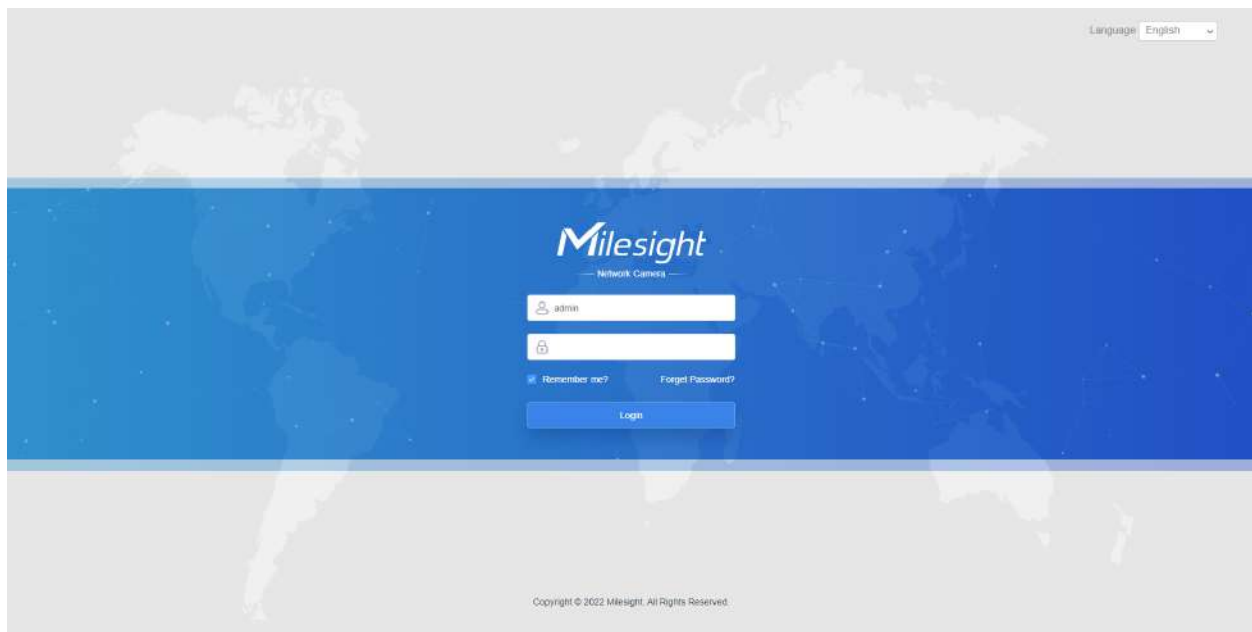 Language English
Milesight
Network Camera
admin
Remember me? Forget Password?
Login
Copyright © 2022 Milesight. All Rights Reserved.